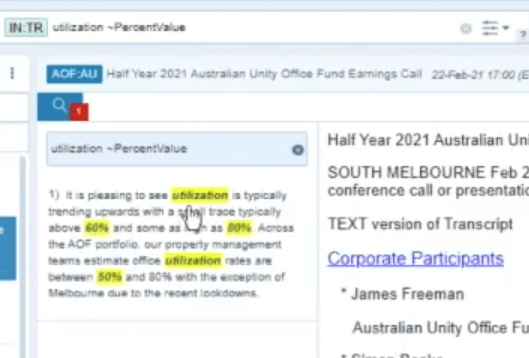 IN:TR utilization ~PercentValue
AOF:AU Half Year 2021 Australian Unity Office Fund Earnings Call 22-Feb-21 17:00 (E
1
utilization ~PercentValue
1) It is pleasing to see utilization is typically
trending upwards with a small trace typically
above 60% and some as as 80%. Across
the AOF portfolio, our property management
teams estimate office utilization rates are
between 50% and 80% with the exception of
Melbourne due to the recent lockdowns.
Half Year 2021 Australian Uni
SOUTH MELBOURNE Feb 2
conference call or presentatio
TEXT version of Transcript
Corporate Participants
* James Freeman
Australian Unity Office Fu